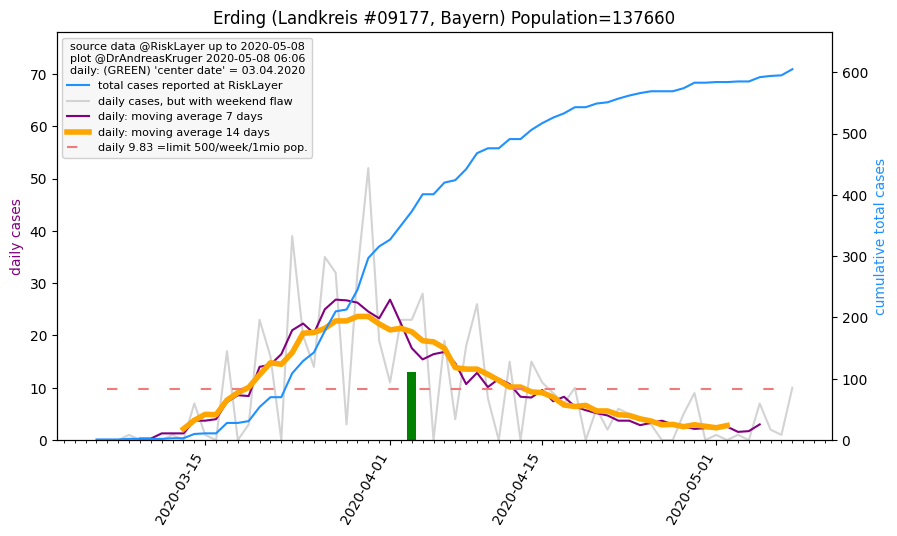 Erding (Landkreis #09177, Bayern) Population=137660
source data @RiskLayer up to 2020-05-08
plot @DrAndreasKruger 2020-05-08 06:06
daily: (GREEN) 'center date' = 03.04.2020
total cases reported at RiskLayer
daily cases, but with weekend flaw
daily: moving average 7 days
daily: moving average 14 days
daily 9.83 =limit 500/week/1mio pop.
daily cases
70
60
50
40
30
20
10
0
cumulative total cases
600
500
400
300
200
100
0
2020-03-15
2020-04-01
2020-04-15
2020-05-01